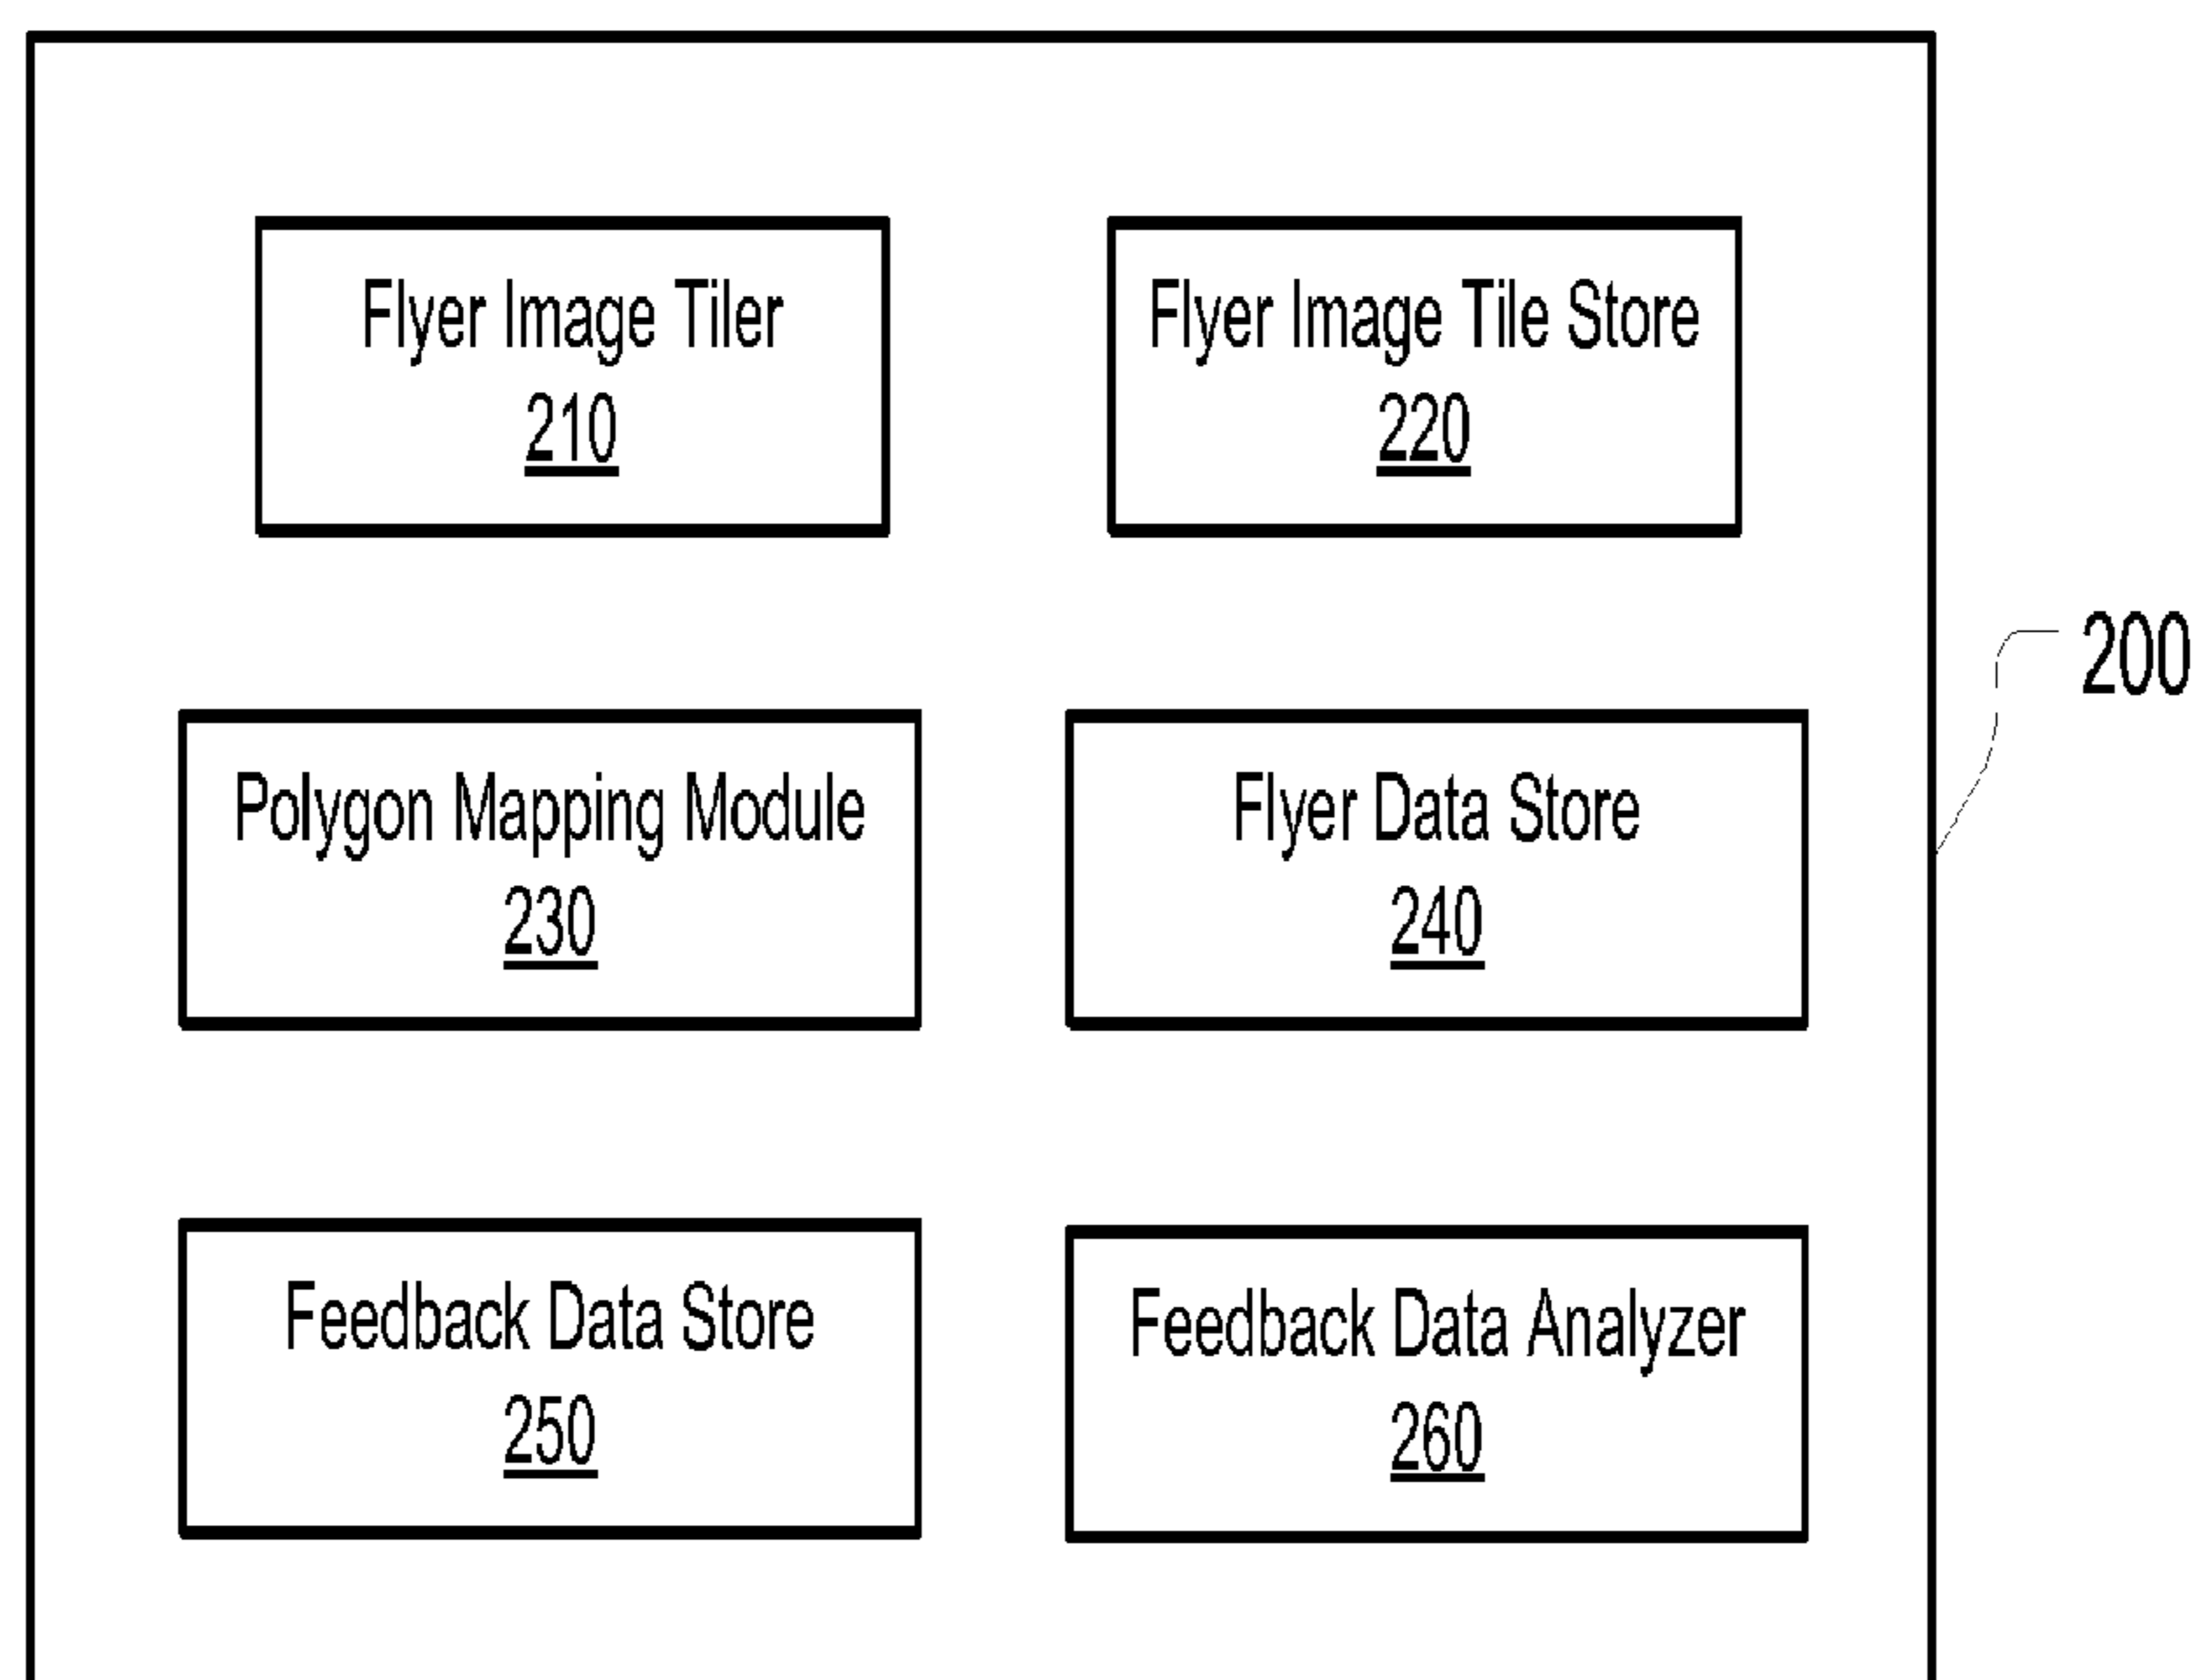 Flyer Image Tiler
210
Flyer Image Tile Store
220
200
Polygon Mapping Module
230
Flyer Data Store
240
Feedback Data Store
250
Feedback Data Analyzer
260